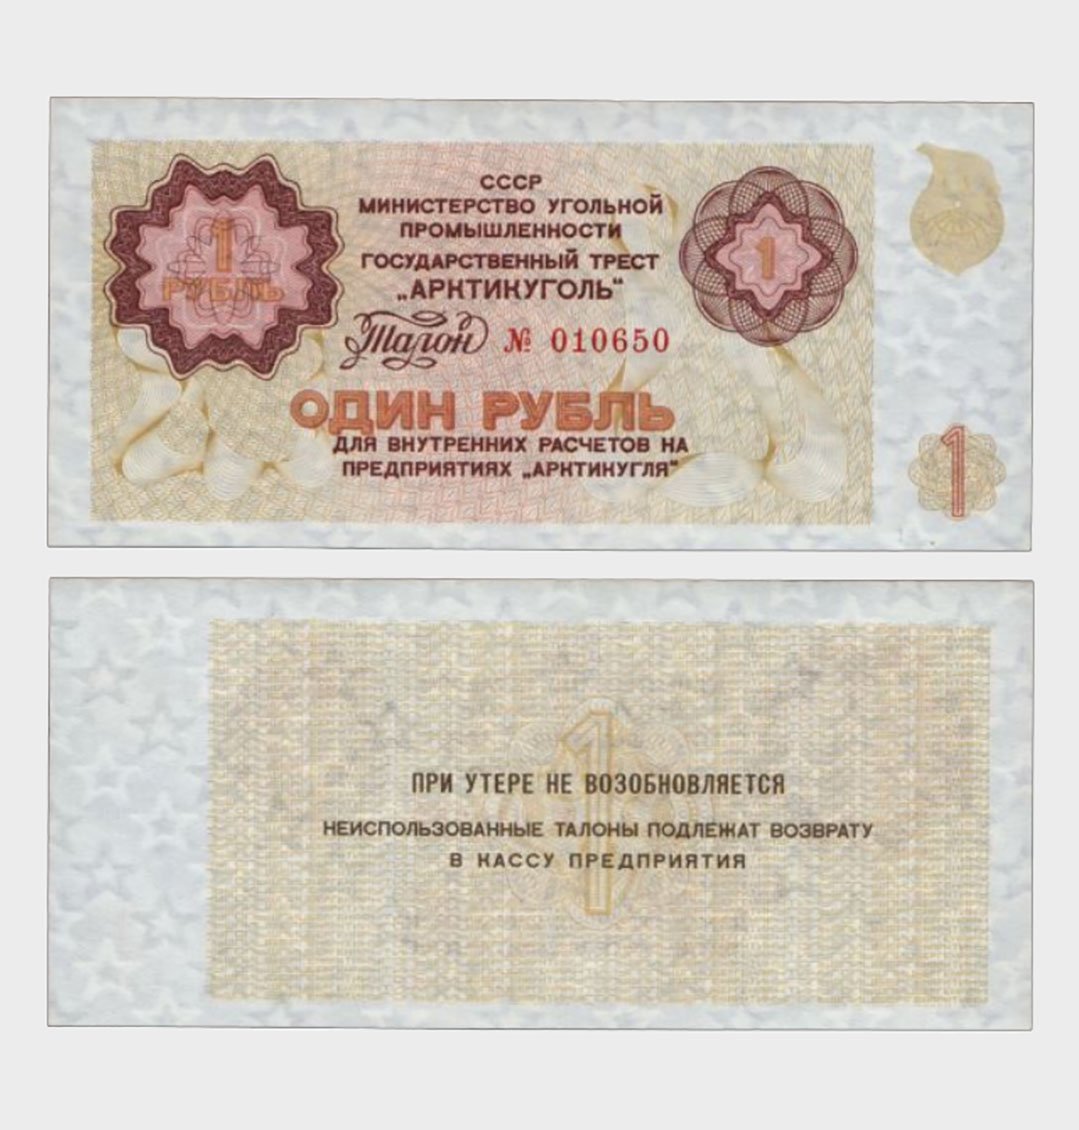 СССР
МИНИСТЕРСТВО УГОЛЬНОЙ
ПРОМЫШЛЕННОСТИ
ГОСУДАРСТВЕННЫЙ ТРЕСТ
„АРКТИКУГОЛЬ“
1
РУБЛЬ
1
Талон № 010650
ОДИН РУБЛЬ
ДЛЯ ВНУТРЕННИХ РАСЧЕТОВ НА
ПРЕДПРИЯТИЯХ „АРКТИКУГЛЯ“
1
1
ПРИ УТЕРЕ НЕ ВОЗОБНОВЛЯЕТСЯ
НЕИСПОЛЬЗОВАННЫЕ ТАЛОНЫ ПОДЛЕЖАТ ВОЗВРАТУ
В КАССУ ПРЕДПРИЯТИЯ